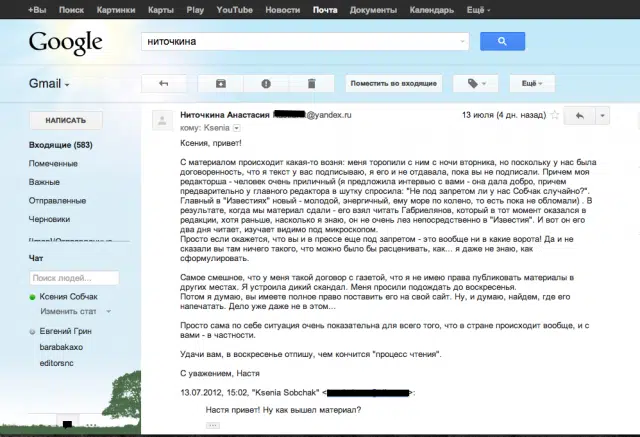 +Вы Поиск Картинки Карты Play YouTube Новости Почта Документы Календарь Ещё
Google
ниточкина
Gmail
Поместить во входящие
Ещё
НАПИСАТЬ
Входящие (583)
Помеченные
Важные
Отправленные
Черновики
Чат
Поиск людей...
Ксения Собчак
Изменить стат
Евгений Грин
barabakaxo
editorsnc
Ниточкина Анастасия @yandex.ru
13 июля (4 дн. назад)
кому: Ksenia
Ксения, привет!
С материалом происходит какая-то возня: меня торопили с ним с ночи вторника, но поскольку у нас была
договоренность, что я текст у вас подписываю, я его и не отдавала, пока вы не подписали. Причем моя
редакторша - человек очень приличный (я предложила интервью с вами - она дала добро, причем
предварительно у главного редактора в шутку спросила: "Не под запретом ли у нас Собчак случайно?".
Главный в "Известиях" новый - молодой, энергичный, ему море по колено, то есть пока не обломали) . В
результате, когда мы материал сдали - его взял читать Габриелянов, который в тот момент оказался в
редакции, хотя раньше, насколько я знаю, он не очень лез непосредственно в "Известия". И вот он его
два дня читает, изучает видимо под микроскопом.
Просто если окажется, что вы и в прессе еще под запретом - это вообще ни в какие ворота! Да и не
сказали вы там ничего такого, что можно было бы расценивать, как... я даже не знаю, как
сформулировать.
Самое смешное, что у меня такой договор с газетой, что я не имею права публиковать материалы в
других местах. Я устроила дикий скандал. Меня просили подождать до воскресенья.
Потом я думаю, вы имеете полное право поставить его на свой сайт. Ну, и думаю, найдем, где его
напечатать. Дело уже даже не в этом...
Просто сама по себе ситуация очень показательна для всего того, что в стране происходит вообще, и с
вами - в частности.
Удачи вам, в воскресенье отпишу, чем кончится "процесс чтения".
С уважением, Настя
13.07.2012, 15:02, "Ksenia Sobchak" < >:
Настя привет! Ну как вышел материал?